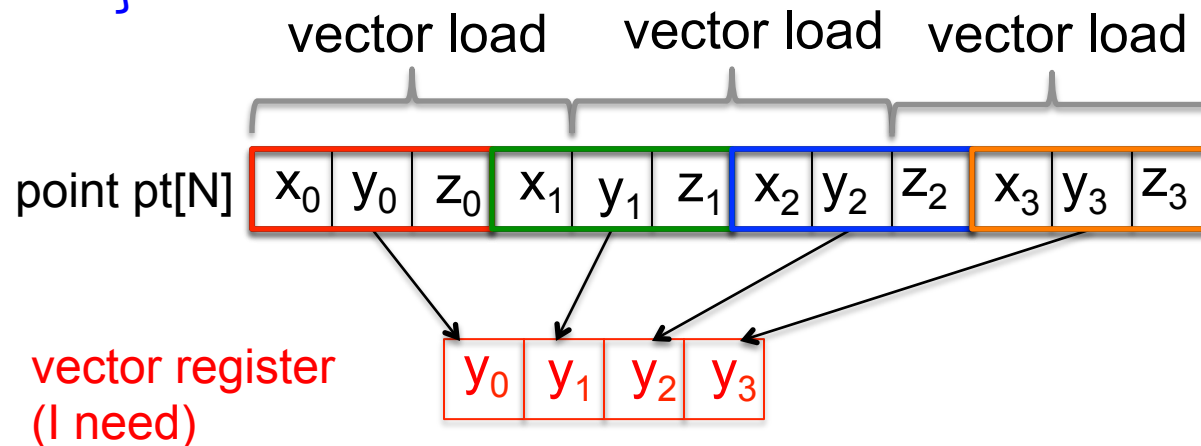 }
vector load vector load vector load
point pt[N] x₀ y₀ z₀ x₁ y₁ z₁ x₂ y₂ z₂ x₃ y₃ z₃
y₀ y₁ y₂ y₃
vector register
(I need)